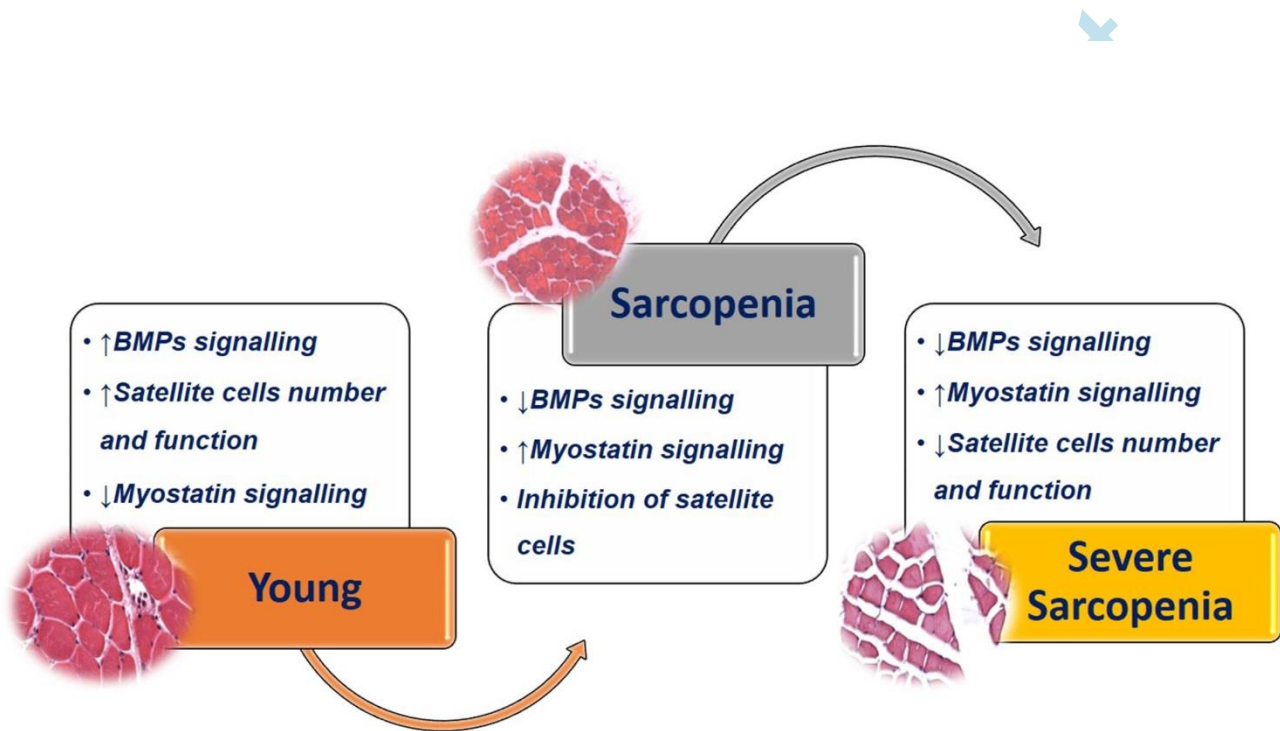 • ↑BMPs signalling
• ↑Satellite cells number
and function
• ↓Myostatin signalling
Young
Sarcopenia
• ↓BMPs signalling
• ↑Myostatin signalling
• Inhibition of satellite
cells
• ↓BMPs signalling
• ↑Myostatin signalling
• ↓Satellite cells number
and function
Severe
Sarcopenia